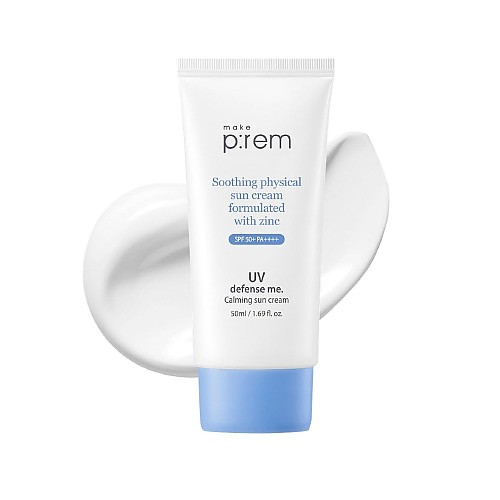 make
p:rem
Soothing physical
sun cream
formulated
with zinc
SPF 50+ PA++++
UV
defense me.
Calming sun cream
50ml / 1.69 fl. oz.